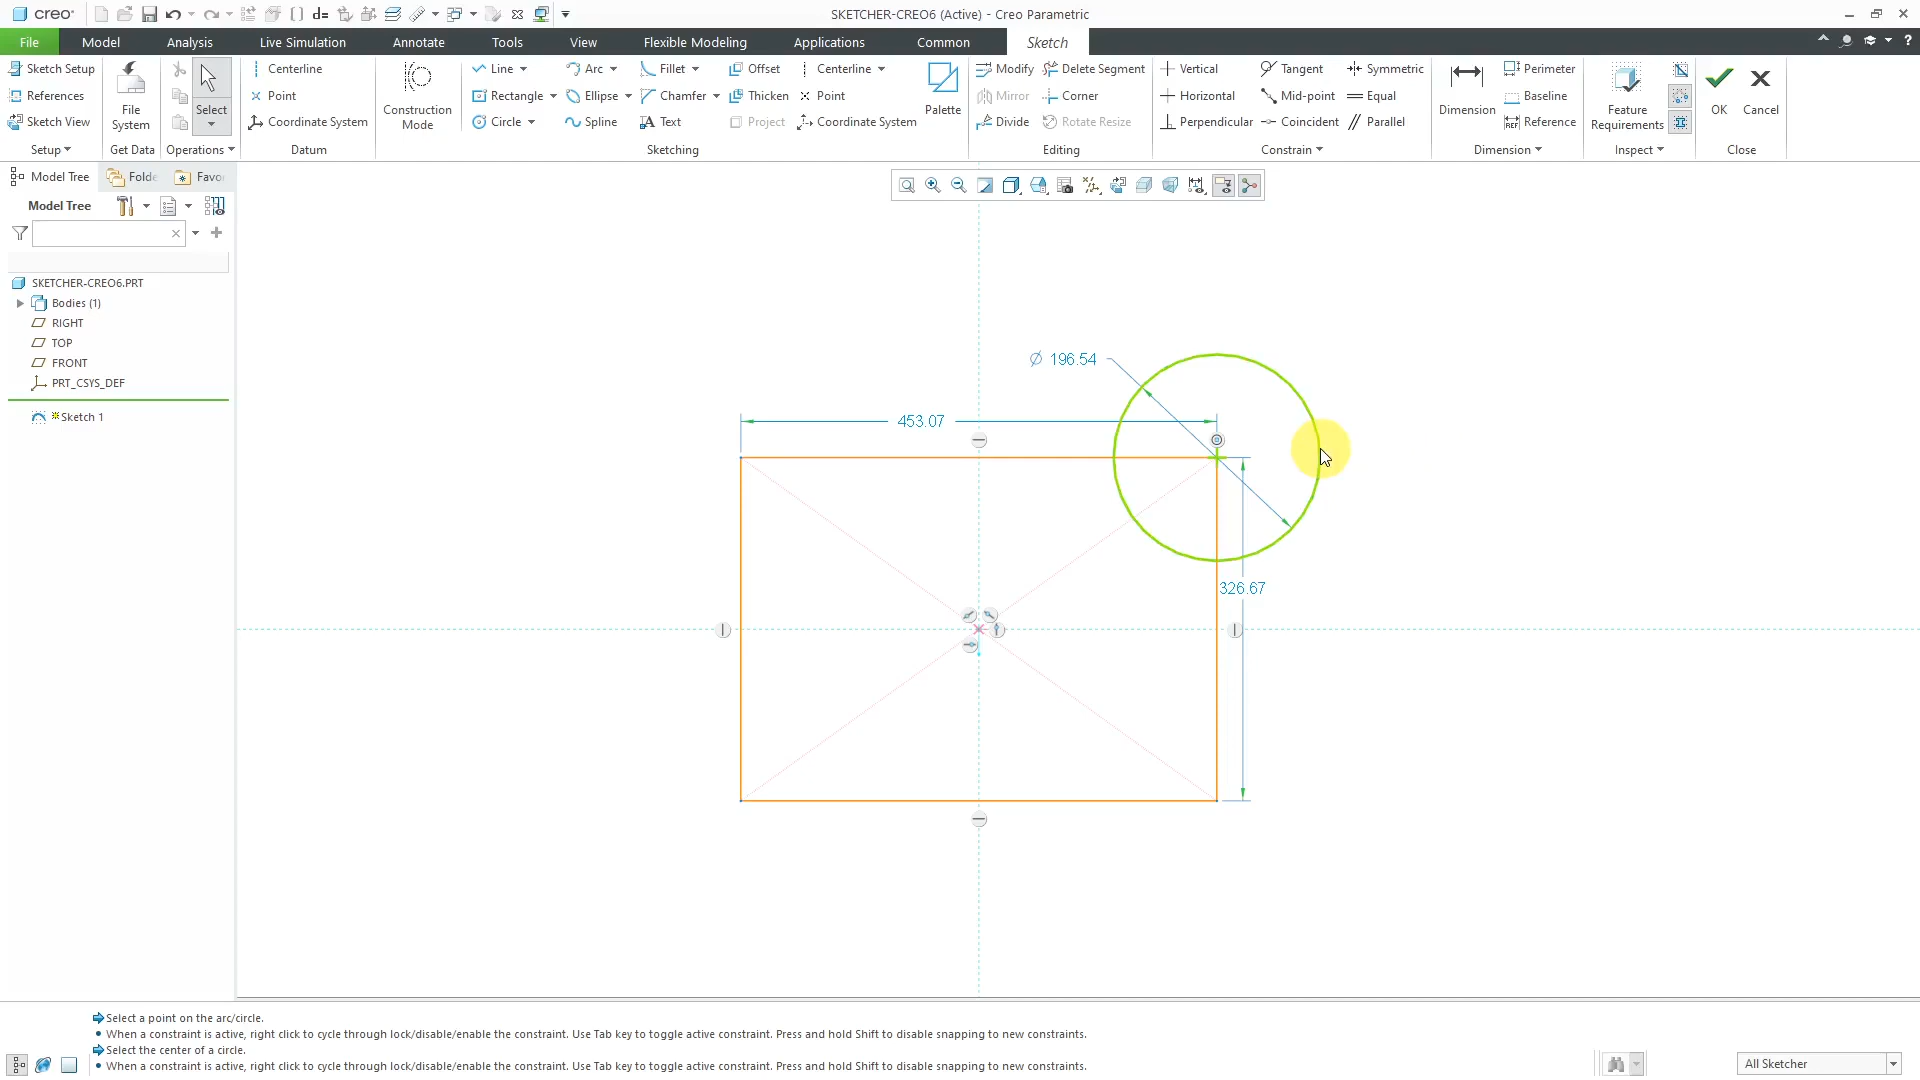 creo
SKETCHER-CREO6 (Active) - Creo Parametric
File
Model
Analysis
Live Simulation
Annotate
Tools
View
Flexible Modeling
Applications
Common
Sketch
Sketch Setup
References
Sketch View
Setup
File System
Get Data
Select
Operations
Centerline
Point
Coordinate System
Datum
Construction Mode
Line
Rectangle
Circle
Arc
Ellipse
Spline
Fillet
Chamfer
Text
Offset
Thicken
Project
Centerline
Point
Coordinate System
Palette
Sketching
Modify
Mirror
Divide
Delete Segment
Corner
Rotate Resize
Editing
Vertical
Horizontal
Perpendicular
Tangent
Mid-point
Coincident
Symmetric
Equal
Parallel
Constrain
Dimension
Perimeter
Baseline
REF Reference
Dimension
Feature Requirements
Inspect
OK
Cancel
Close
Model Tree
Folde
Favo
Model Tree
SKETCHER-CREO6.PRT
Bodies (1)
RIGHT
TOP
FRONT
PRT_CSYS_DEF
Sketch 1
Ø 196.54
453.07
326.67
Select a point on the arc/circle.
• When a constraint is active, right click to cycle through lock/disable/enable the constraint. Use Tab key to toggle active constraint. Press and hold Shift to disable snapping to new constraints.
Select the center of a circle.
• When a constraint is active, right click to cycle through lock/disable/enable the constraint. Use Tab key to toggle active constraint. Press and hold Shift to disable snapping to new constraints.
All Sketcher